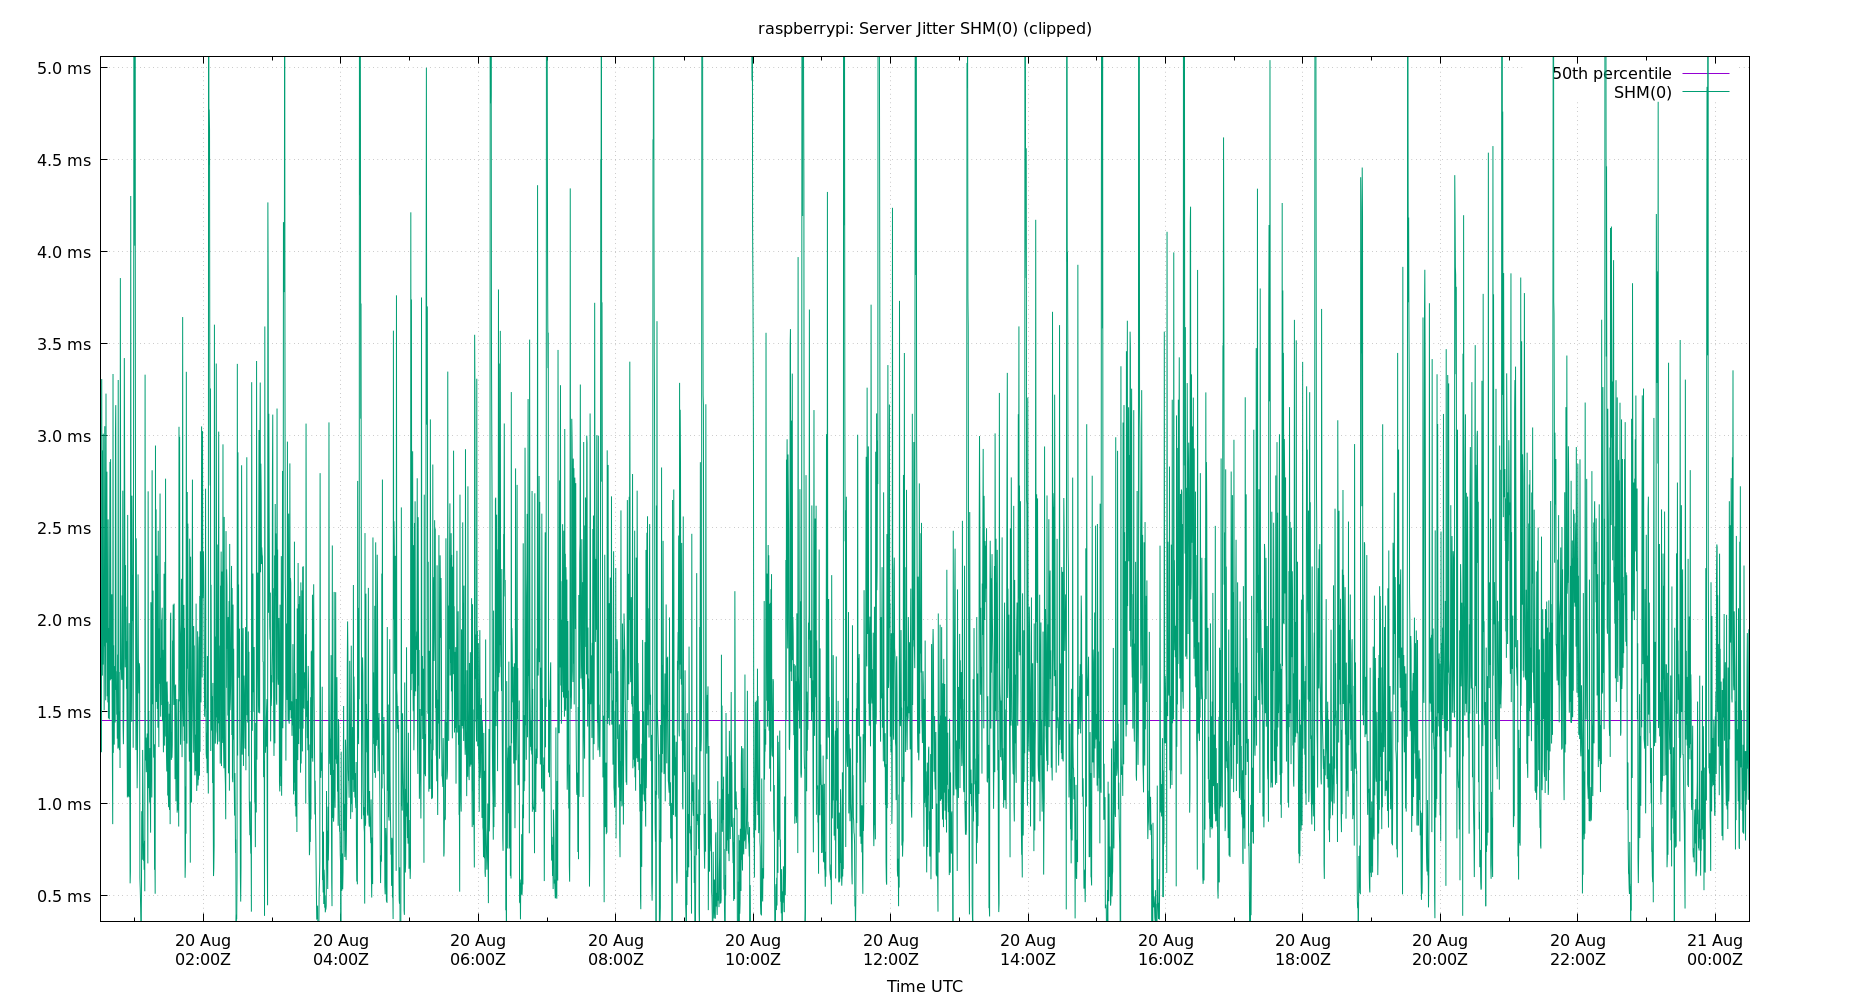 raspberrypi: Server Jitter SHM(0) (clipped)
50th percentile
SHM(0)
5.0 ms
4.5 ms
4.0 ms
3.5 ms
3.0 ms
2.5 ms
2.0 ms
1.5 ms
1.0 ms
0.5 ms
20 Aug 20 Aug 20 Aug 20 Aug 20 Aug 20 Aug 20 Aug 20 Aug 20 Aug 20 Aug 20 Aug 21 Aug
02:00Z 04:00Z 06:00Z 08:00Z 10:00Z 12:00Z 14:00Z 16:00Z 18:00Z 20:00Z 22:00Z 00:00Z
Time UTC